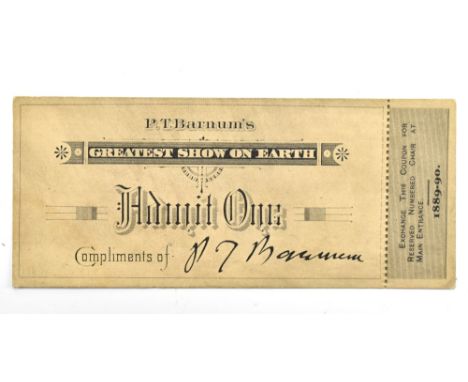 P.T. Barnum's
GREATEST SHOW ON EARTH
Admit One
Compliments of P T Barnum
EXCHANGE THIS COUPON FOR
RESERVED NUMBERED CHAIR AT
MAIN ENTRANCE
1889-90.